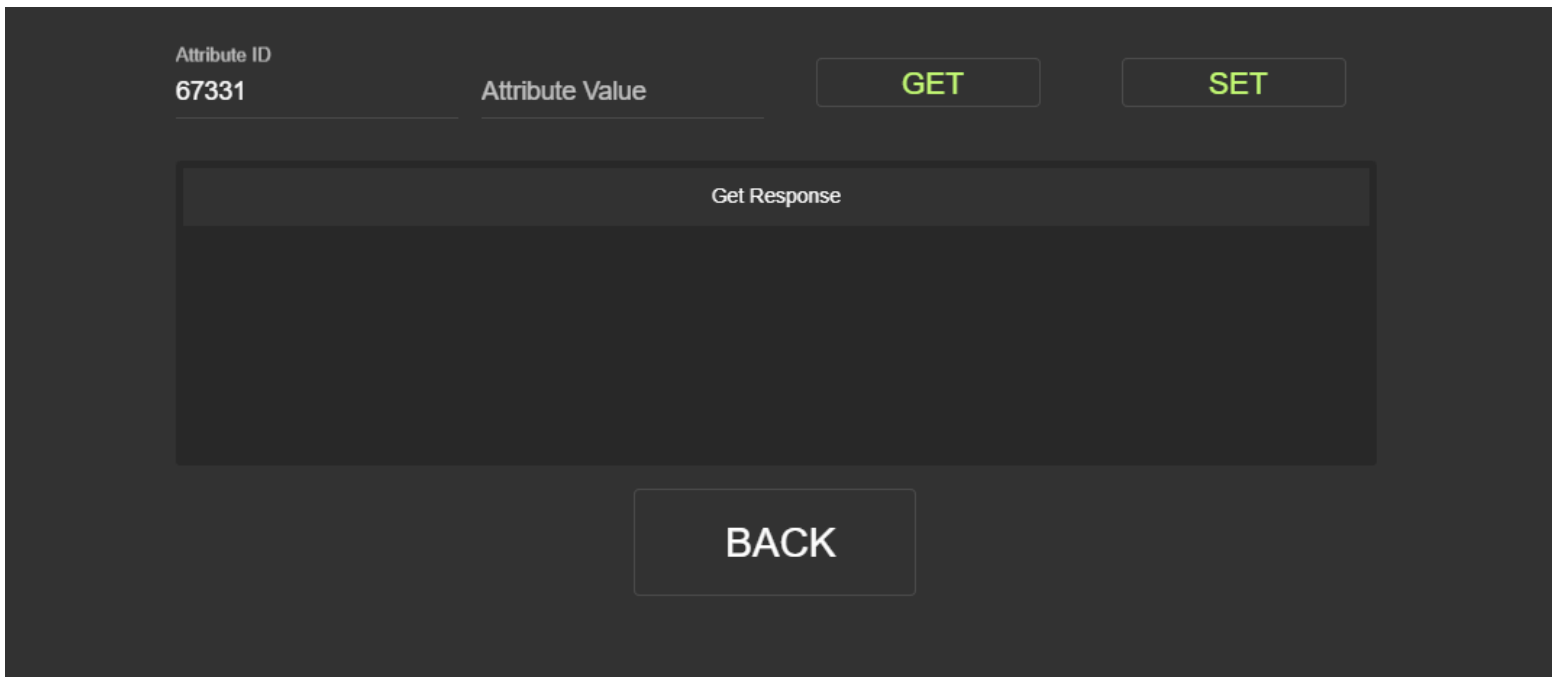 Attribute ID
67331
Attribute Value
GET
SET
Get Response
BACK